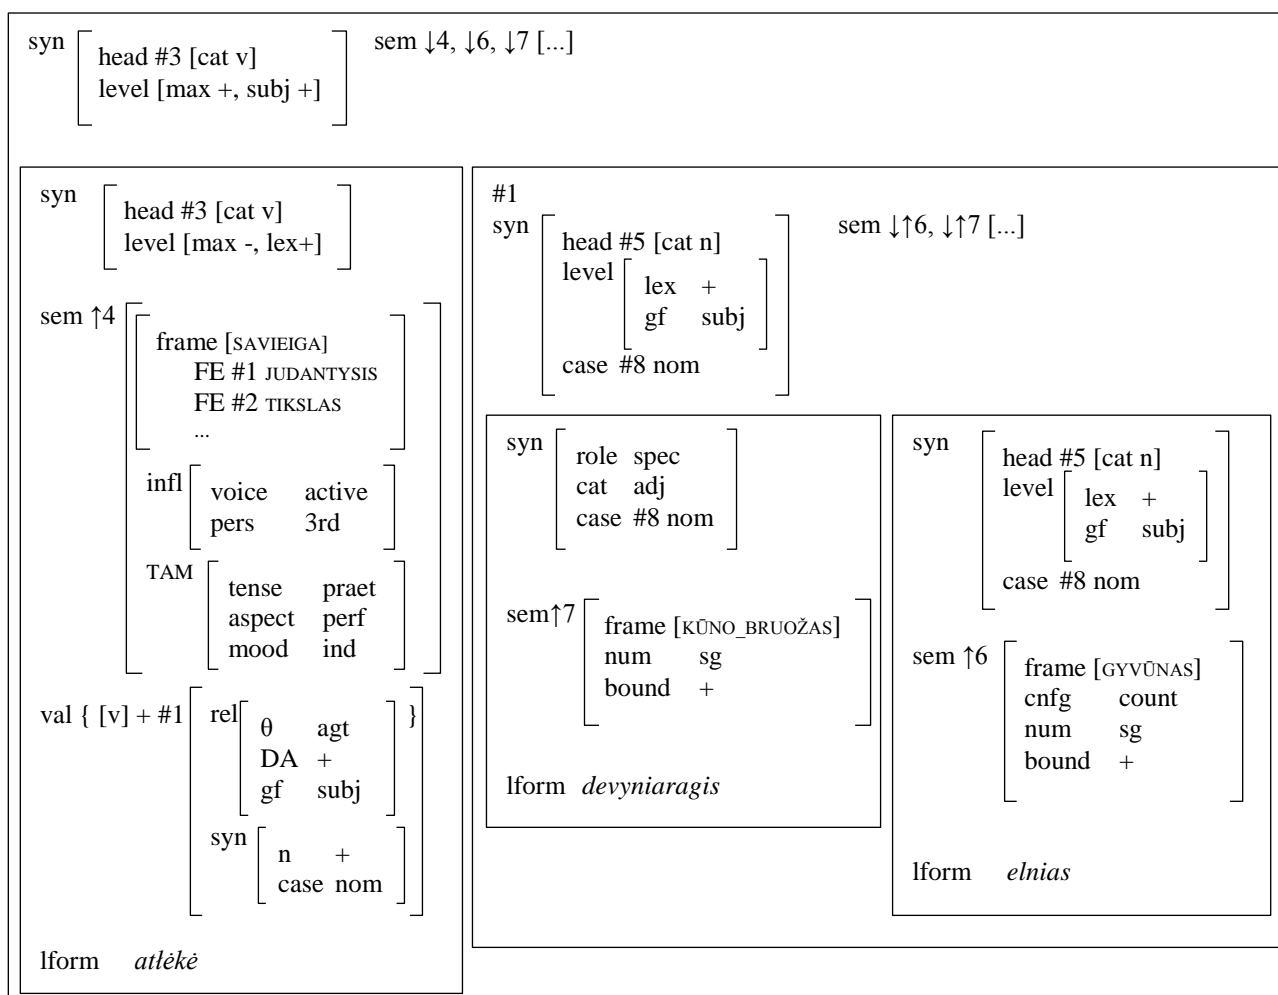 syn head #3 [cat v] sem ↓4, ↓6, ↓7 [...]
level [max +, subj +]
syn head #3 [cat v]
level [max -, lex+]
sem ↑4
frame [SAVIEIGA]
FE #1 JUDANTYSIS
FE #2 TIKSLAS
...
infl
voice active
pers 3rd
TAM
tense praet
aspect perf
mood ind
val { [v] + #1 rel }
θ agt
DA +
gf subj
syn
n +
case nom
lform atłėkė
#1
syn sem ↓↑6, ↓↑7 [...]
head #5 [cat n]
level
lex +
gf subj
case #8 nom
syn
role spec
cat adj
case #8 nom
sem↑7
frame [KŪNO_BRUOŽAS]
num sg
bound +
lform devyniaragis
syn
head #5 [cat n]
level
lex +
gf subj
case #8 nom
sem ↑6
frame [GYVŪNAS]
cnfg count
num sg
bound +
lform elnias